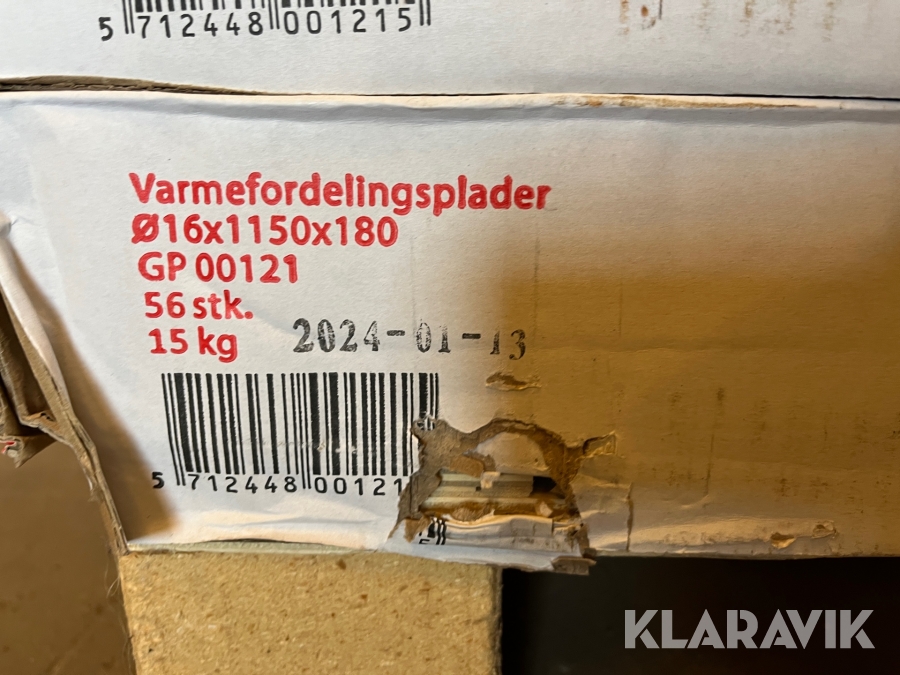 5 712448 001215
Varmefordelingsplader
Ø16x1150x180
GP 00121
56 stk.
15 kg 2024-01-13
5 712448 00121
KLARAVIK